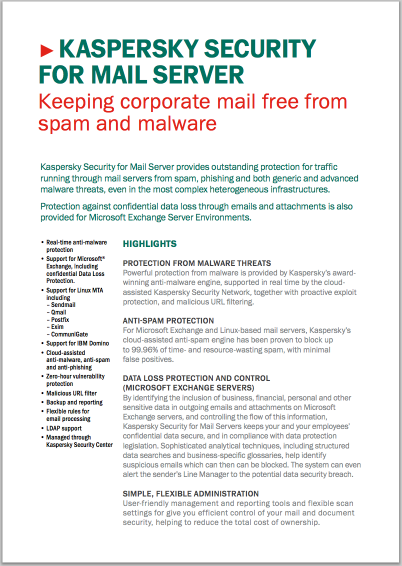 KASPERSKY SECURITY
FOR MAIL SERVER
Keeping corporate mail free from
spam and malware
Kaspersky Security for Mail Server provides outstanding protection for traffic
running through mail servers from spam, phishing and both generic and advanced
malware threats, even in the most complex heterogeneous infrastructures.
Protection against confidential data loss through emails and attachments is also
provided for Microsoft Exchange Server Environments.
• Real-time anti-malware
protection
• Support for Microsoft®
Exchange, including
confidential Data Loss
Protection.
• Support for Linux MTA
including
– Sendmail
– Qmail
– Postfix
– Exim
– CommuniGate
• Support for IBM Domino
• Cloud-assisted
anti-malware, anti-spam
and anti-phishing
• Zero-hour vulnerability
protection
• Malicious URL filter
• Backup and reporting
• Flexible rules for
email processing
• LDAP support
• Managed through
Kaspersky Security Center
HIGHLIGHTS
PROTECTION FROM MALWARE THREATS
Powerful protection from malware is provided by Kaspersky's award-
winning anti-malware engine, supported in real time by the cloud-
assisted Kaspersky Security Network, together with proactive exploit
protection, and malicious URL filtering.
ANTI-SPAM PROTECTION
For Microsoft Exchange and Linux-based mail servers, Kaspersky's
cloud-assisted anti-spam engine has been proven to block up
to 99.96% of time- and resource-wasting spam, with minimal
false positives.
DATA LOSS PROTECTION AND CONTROL
(MICROSOFT EXCHANGE SERVERS)
By identifying the inclusion of business, financial, personal and other
sensitive data in outgoing emails and attachments on Microsoft
Exchange servers, and controlling the flow of this information,
Kaspersky Security for Mail Servers keeps your and your employees'
confidential data secure, and in compliance with data protection
legislation. Sophisticated analytical techniques, including structured
data searches and business-specific glossaries, help identify
suspicious emails which can then can be blocked. The system can even
alert the sender's Line Manager to the potential data security breach.
SIMPLE, FLEXIBLE ADMINISTRATION
User-friendly management and reporting tools and flexible scan
settings for give you efficient control of your mail and document
security, helping to reduce the total cost of ownership.